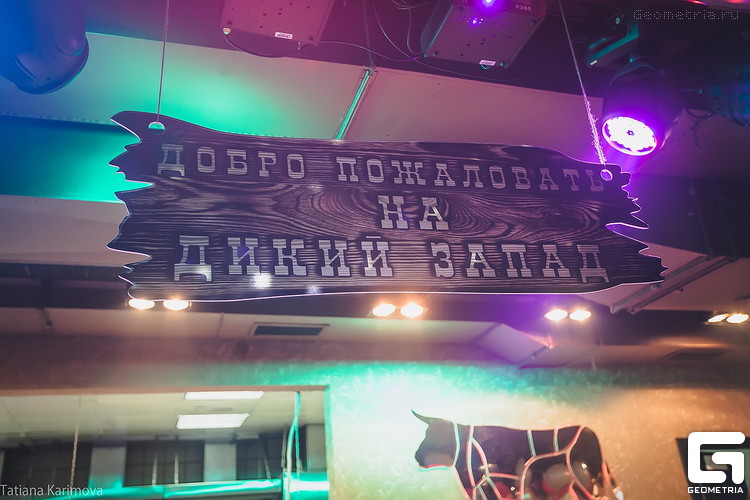 Geometria.ru
ДОБРО ПОЖАЛОВАТЬ
НА
ДИКИЙ ЗАПАД
Tatiana Karimova
GEOMETRIA